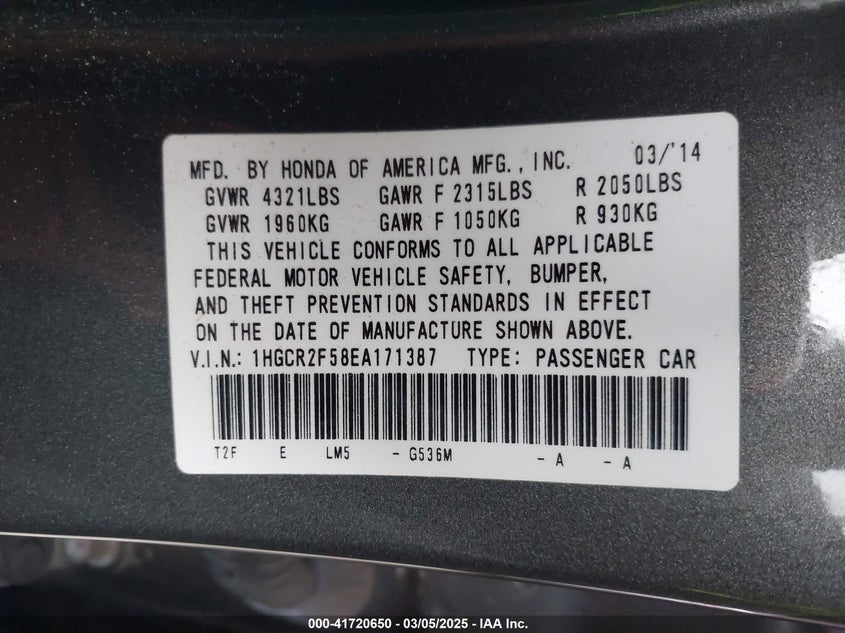 MFD. BY HONDA OF AMERICA MFG., INC. 03/'14
GVWR 4321LBS GAWR F 2315LBS R 2050LBS
GVWR 1960KG GAWR F 1050KG R 930KG
THIS VEHICLE CONFORMS TO ALL APPLICABLE
FEDERAL MOTOR VEHICLE SAFETY, BUMPER,
AND THEFT PREVENTION STANDARDS IN EFFECT
ON THE DATE OF MANUFACTURE SHOWN ABOVE.
V.I.N.: 1HGCR2F58EA171387 TYPE: PASSENGER CAR
T2F E LM5 - G536M - A - A
000-41720650 - 03/05/2025 - IAA Inc.